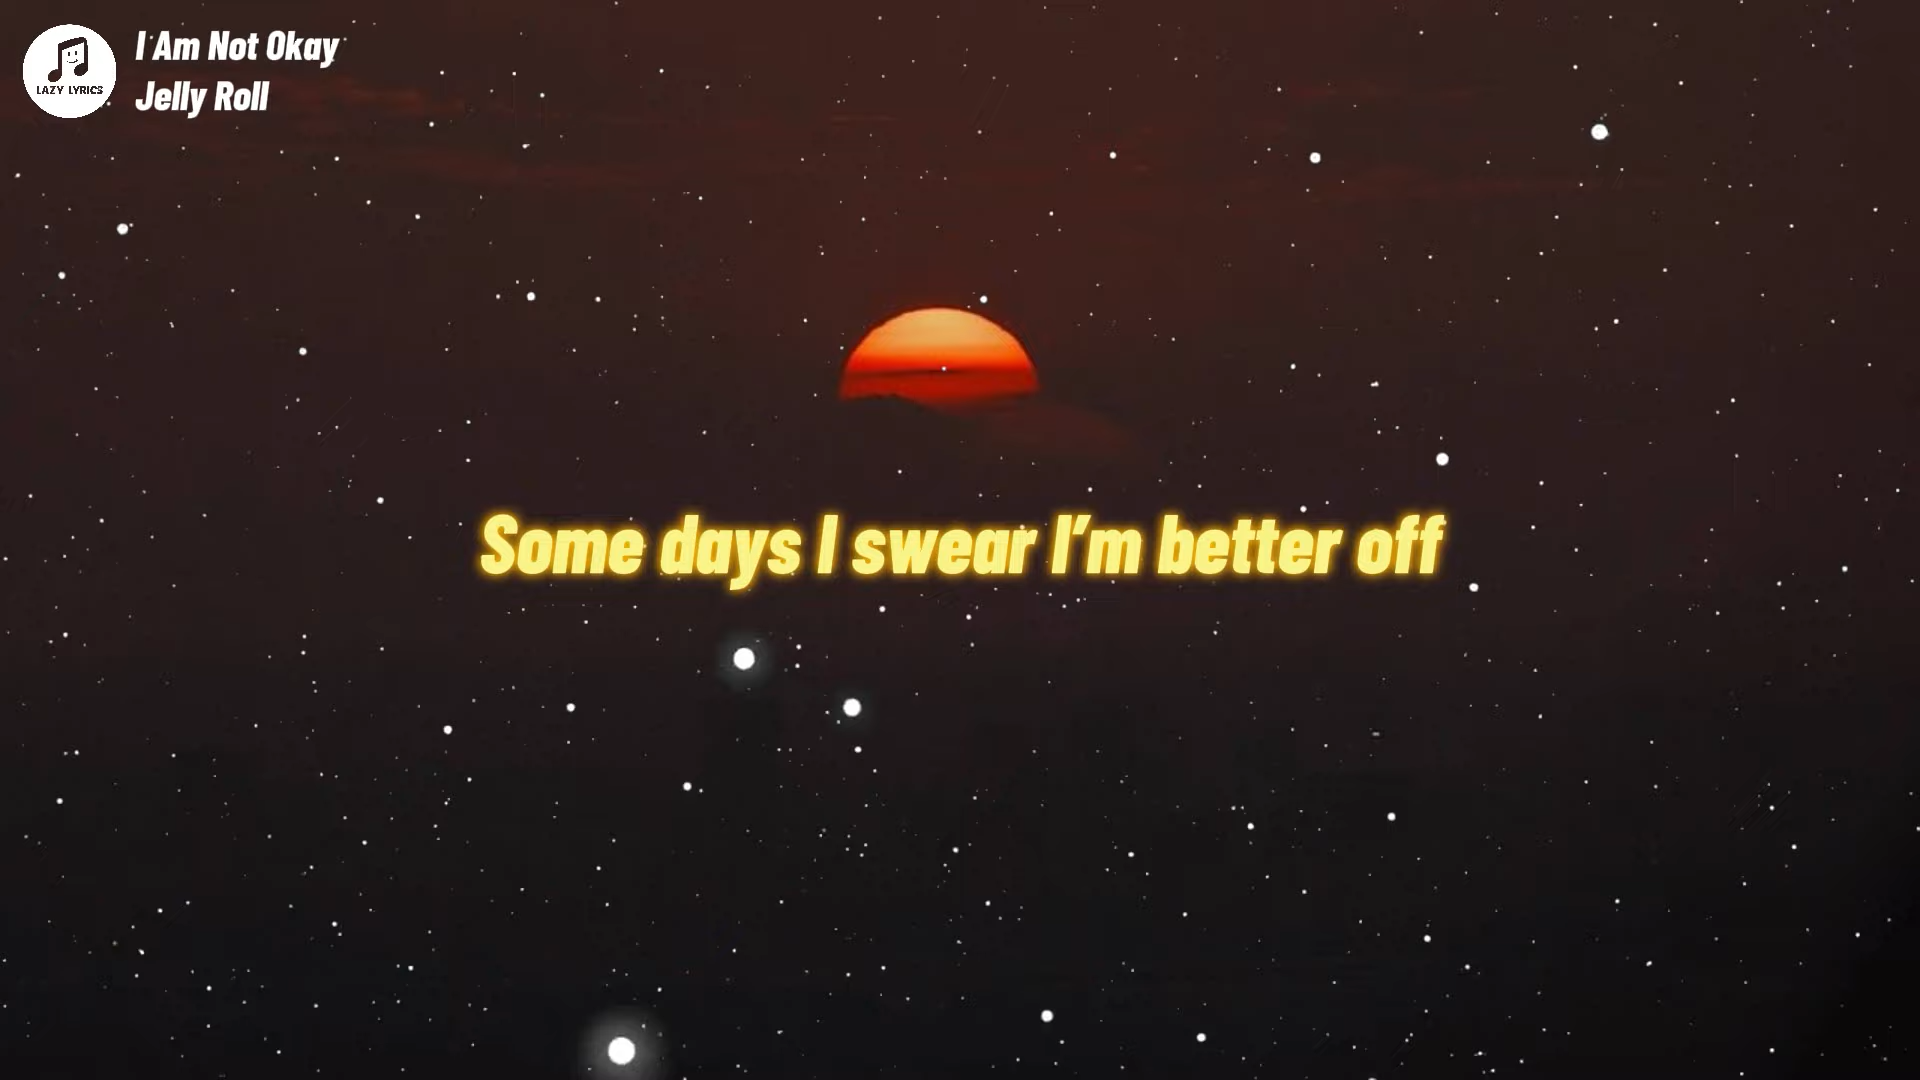 I Am Not Okay
Jelly Roll
LAZY LYRICS
Some days I swear I'm better off